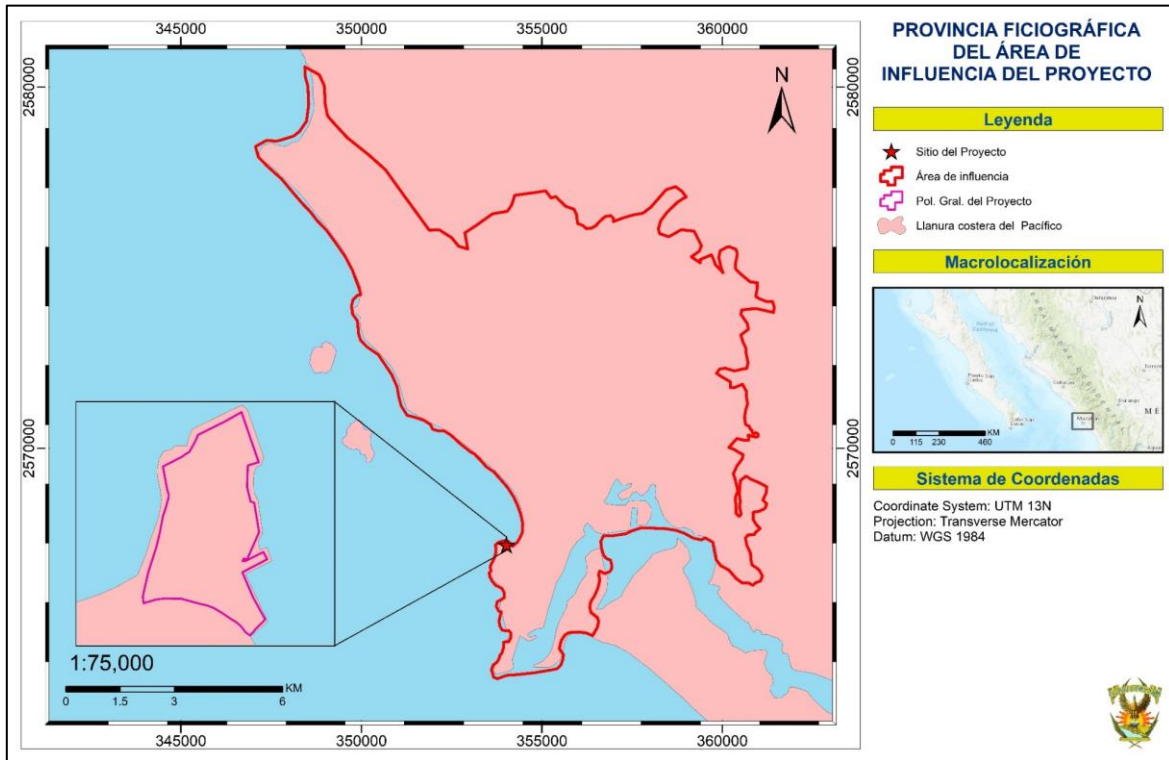 345000 350000 355000 360000
2580000
2570000
N
1:75,000
0 1.5 3 6 KM
2580000
2570000
345000 350000 355000 360000
PROVINCIA FICIOGRÁFICA
DEL ÁREA DE
INFLUENCIA DEL PROYECTO
Leyenda
Sitio del Proyecto
Área de influencia
Pol. Gral. del Proyecto
Llanura costera del Pacífico
Macrolocalización
N
0 115 230 460 KM
Sistema de Coordenadas
Coordinate System: UTM 13N
Projection: Transverse Mercator
Datum: WGS 1984